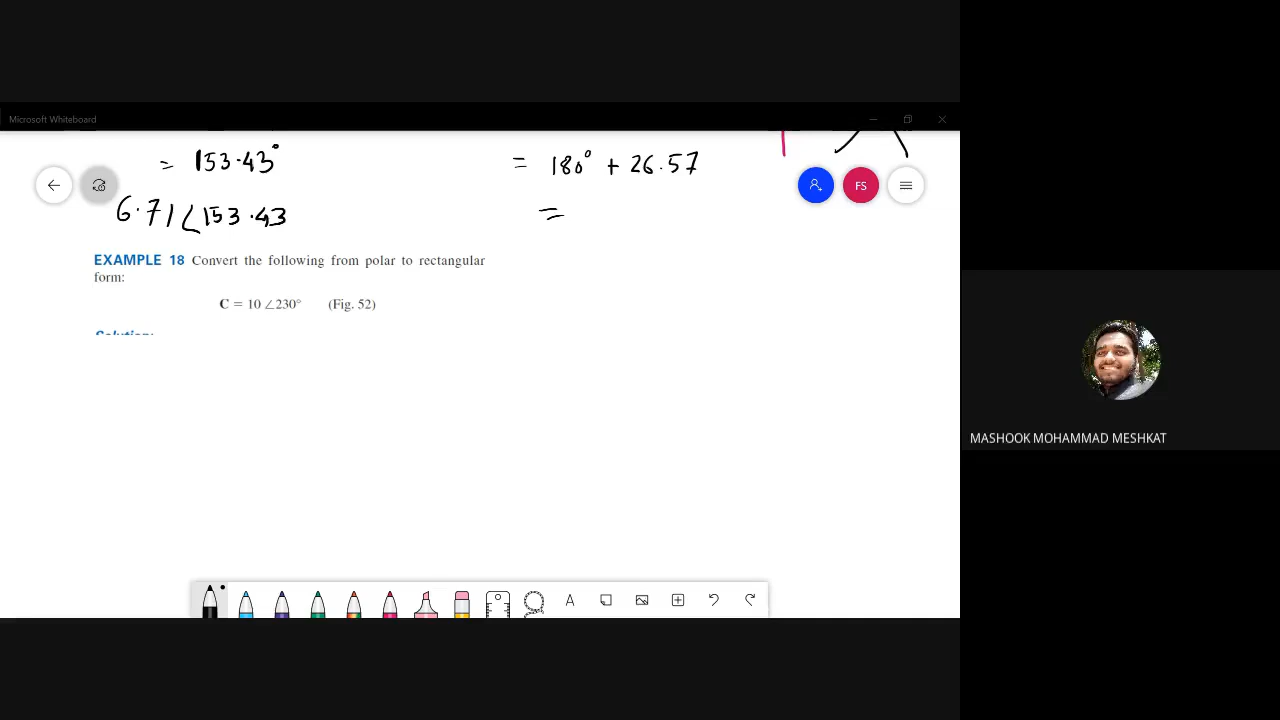 Microsoft Whiteboard
= 153.43°
= 180° + 26.57
6.71∠153.43
=
FS
EXAMPLE 18 Convert the following from polar to rectangular
form:
C = 10 ∠230° (Fig. 52)
Solution:
MASHOOK MOHAMMAD MESHKAT